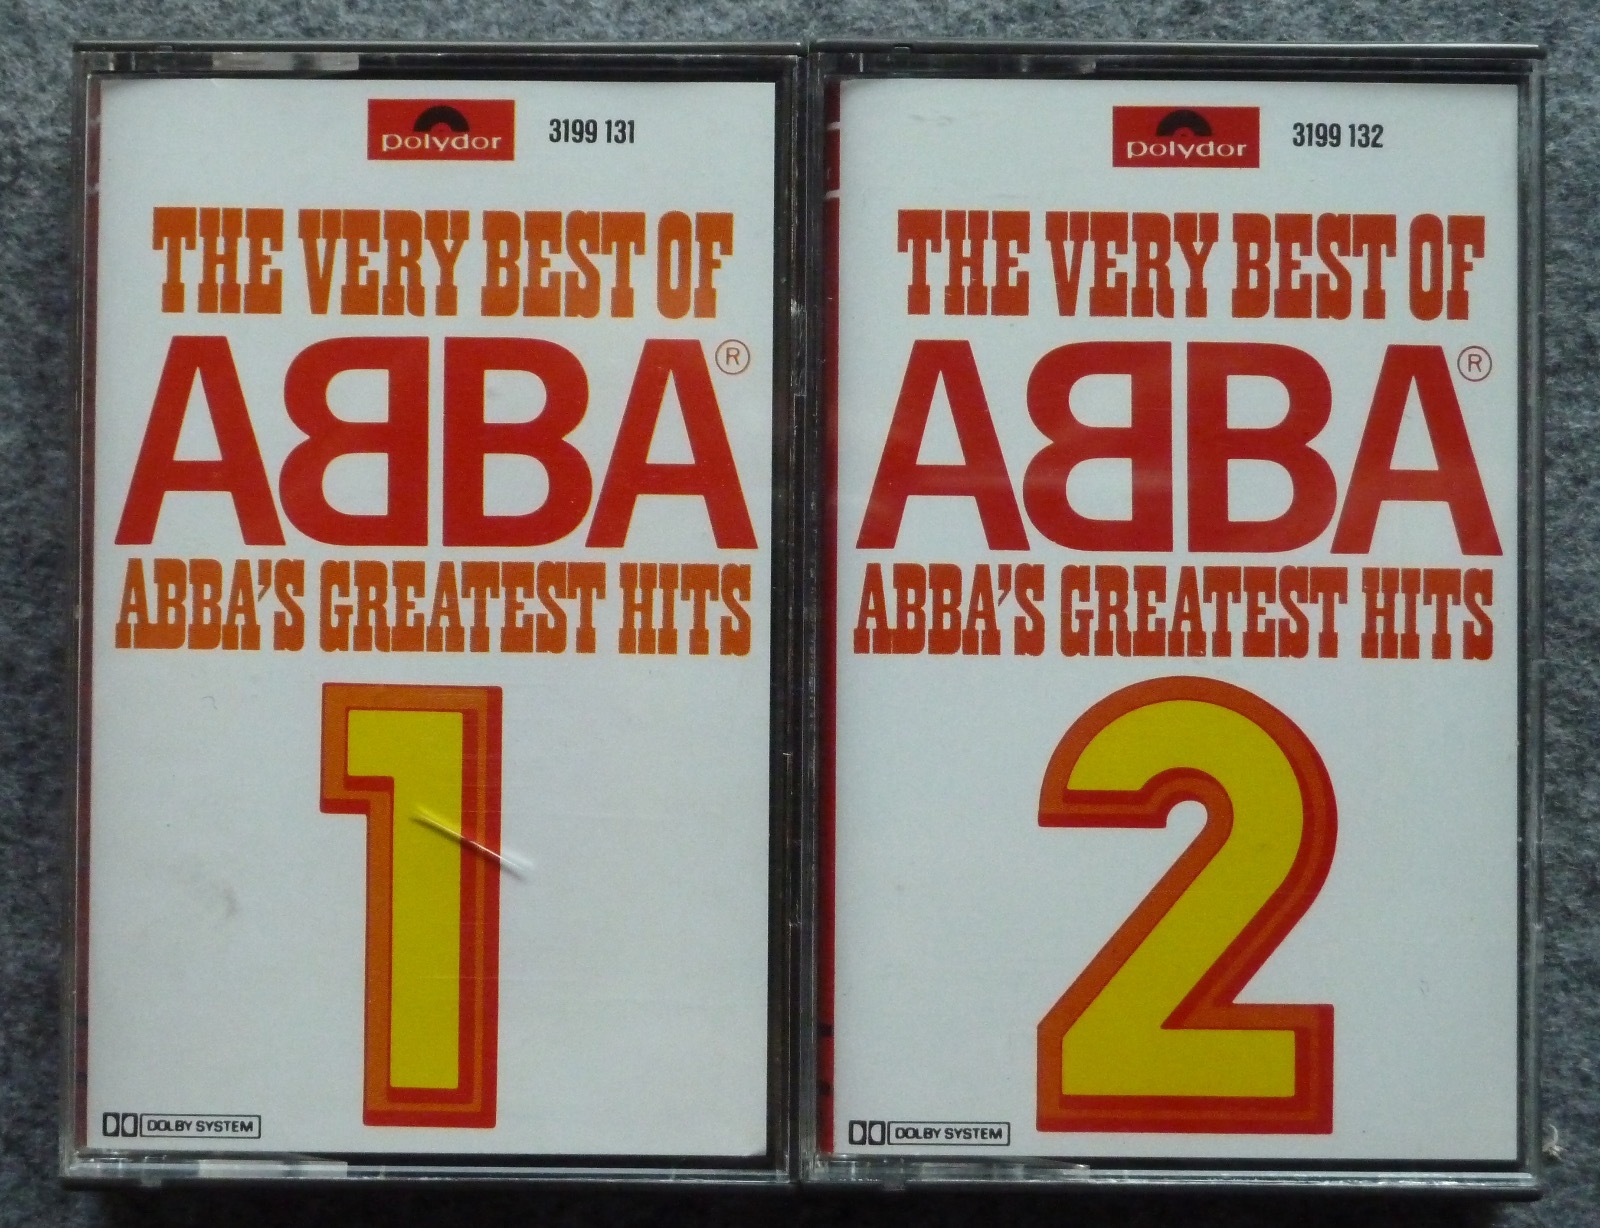 polydor 3199 131
THE VERY BEST OF
ABBA®
ABBA'S GREATEST HITS
1
DOLBY SYSTEM
polydor 3199 132
THE VERY BEST OF
ABBA®
ABBA'S GREATEST HITS
2
DOLBY SYSTEM